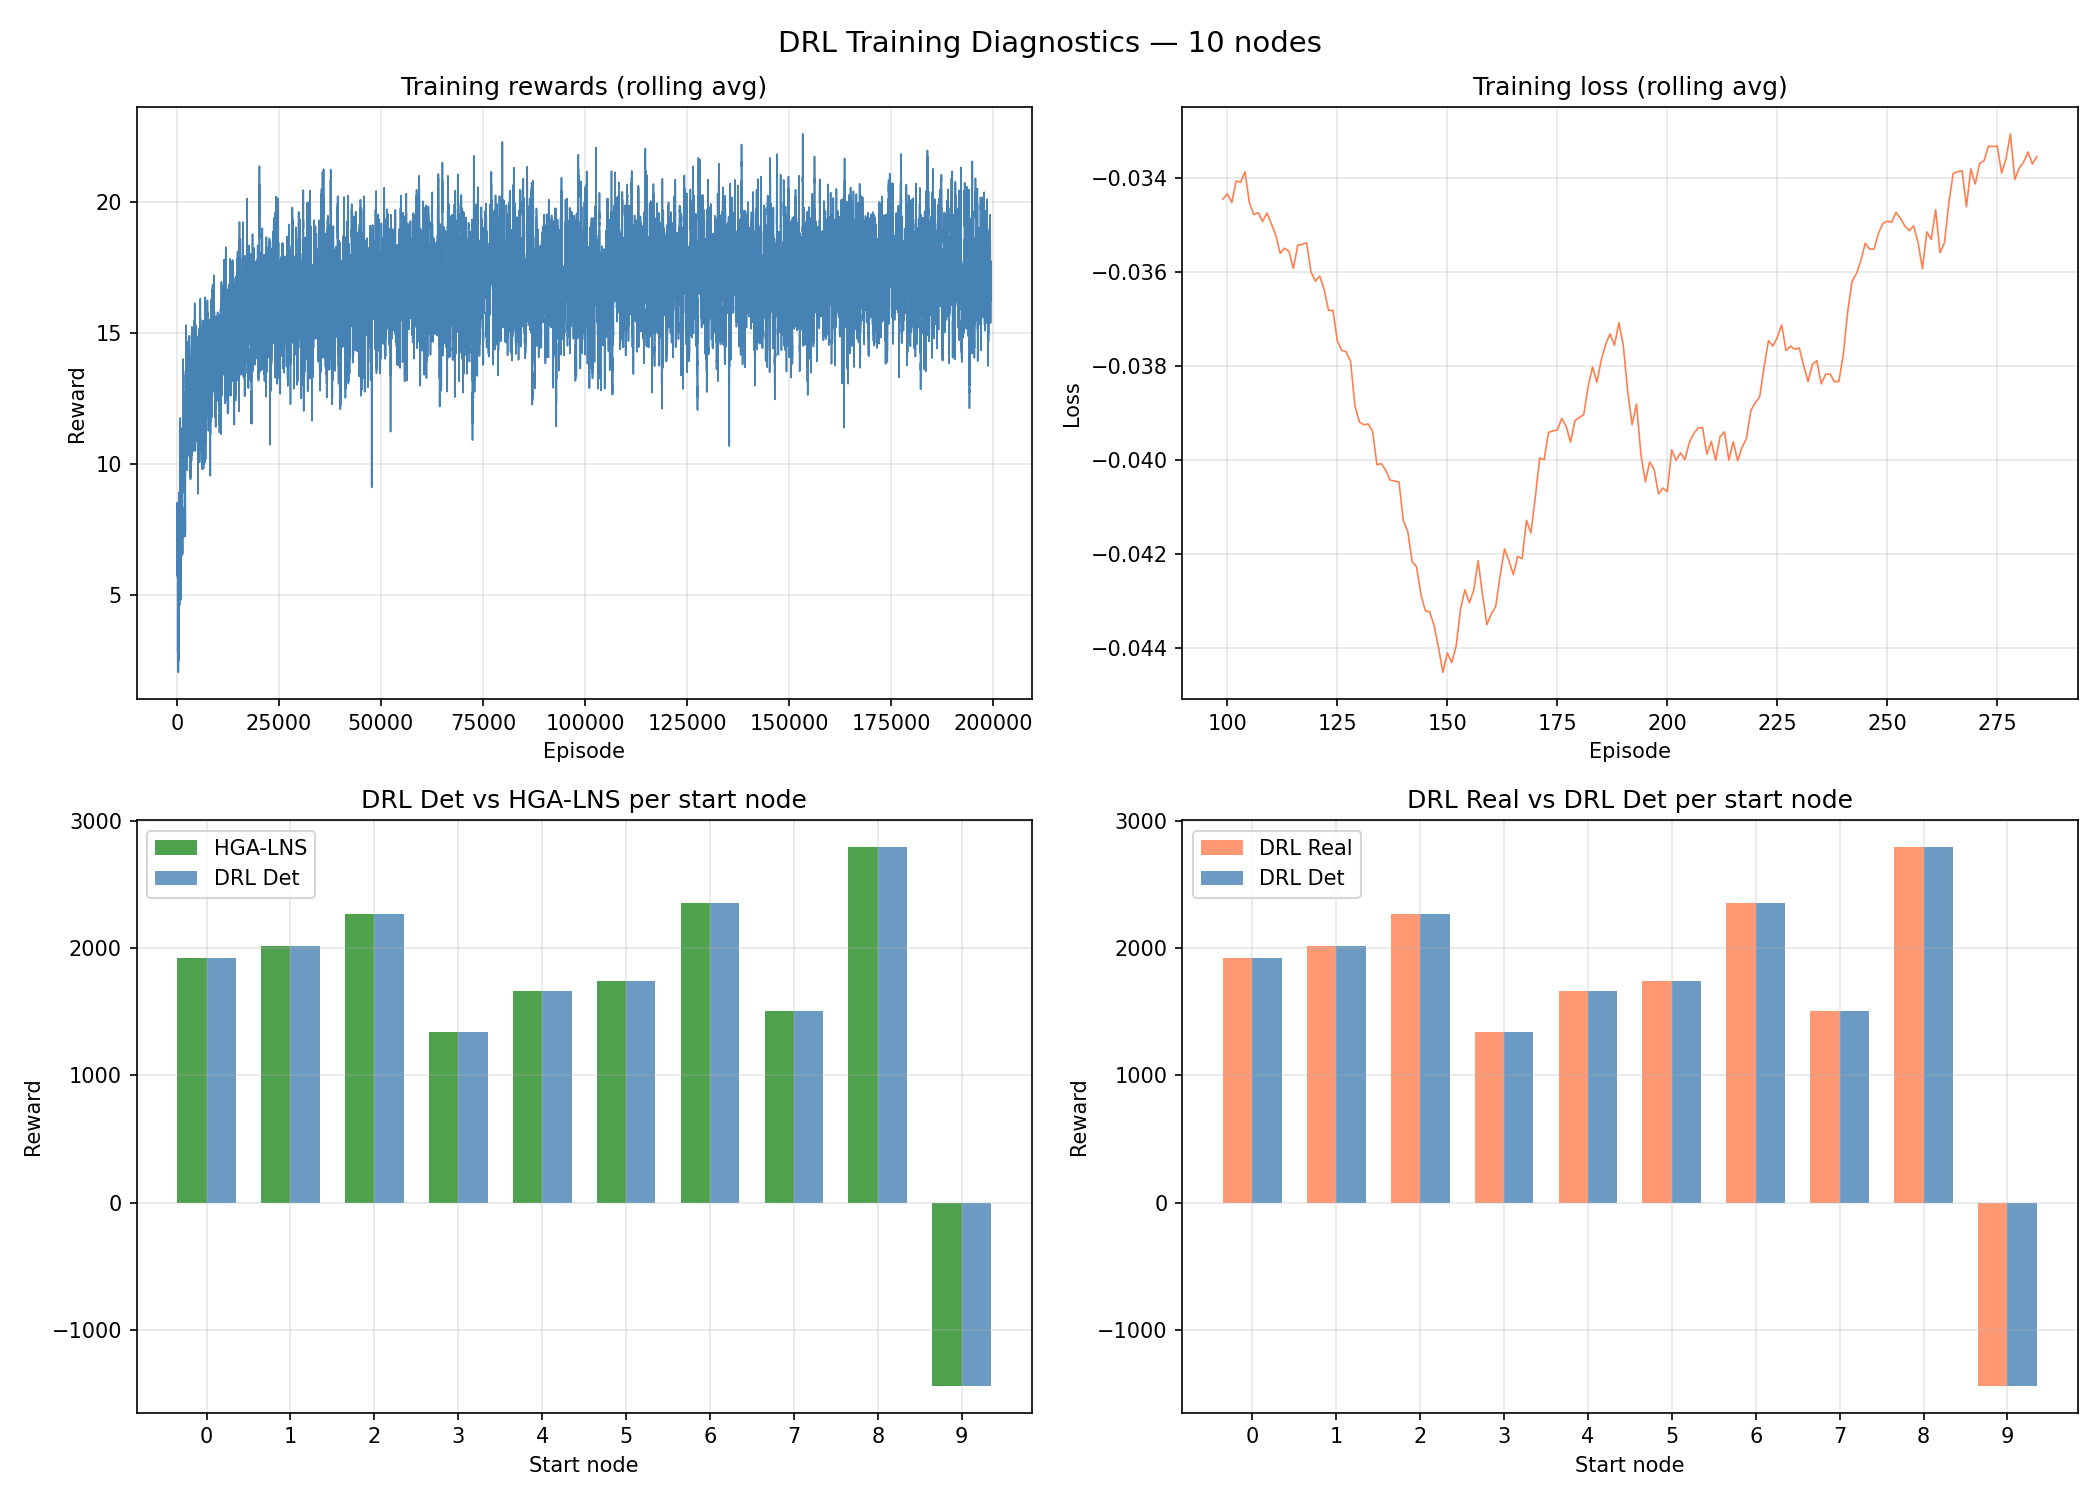 DRL Training Diagnostics — 10 nodes
Training rewards (rolling avg)
Reward
20
15
10
5
0 25000 50000 75000 100000 125000 150000 175000 200000
Episode
Training loss (rolling avg)
Loss
−0.034
−0.036
−0.038
−0.040
−0.042
−0.044
100 125 150 175 200 225 250 275
Episode
DRL Det vs HGA-LNS per start node
HGA-LNS
DRL Det
Reward
3000
2000
1000
0
−1000
0 1 2 3 4 5 6 7 8 9
Start node
DRL Real vs DRL Det per start node
DRL Real
DRL Det
Reward
3000
2000
1000
0
−1000
0 1 2 3 4 5 6 7 8 9
Start node